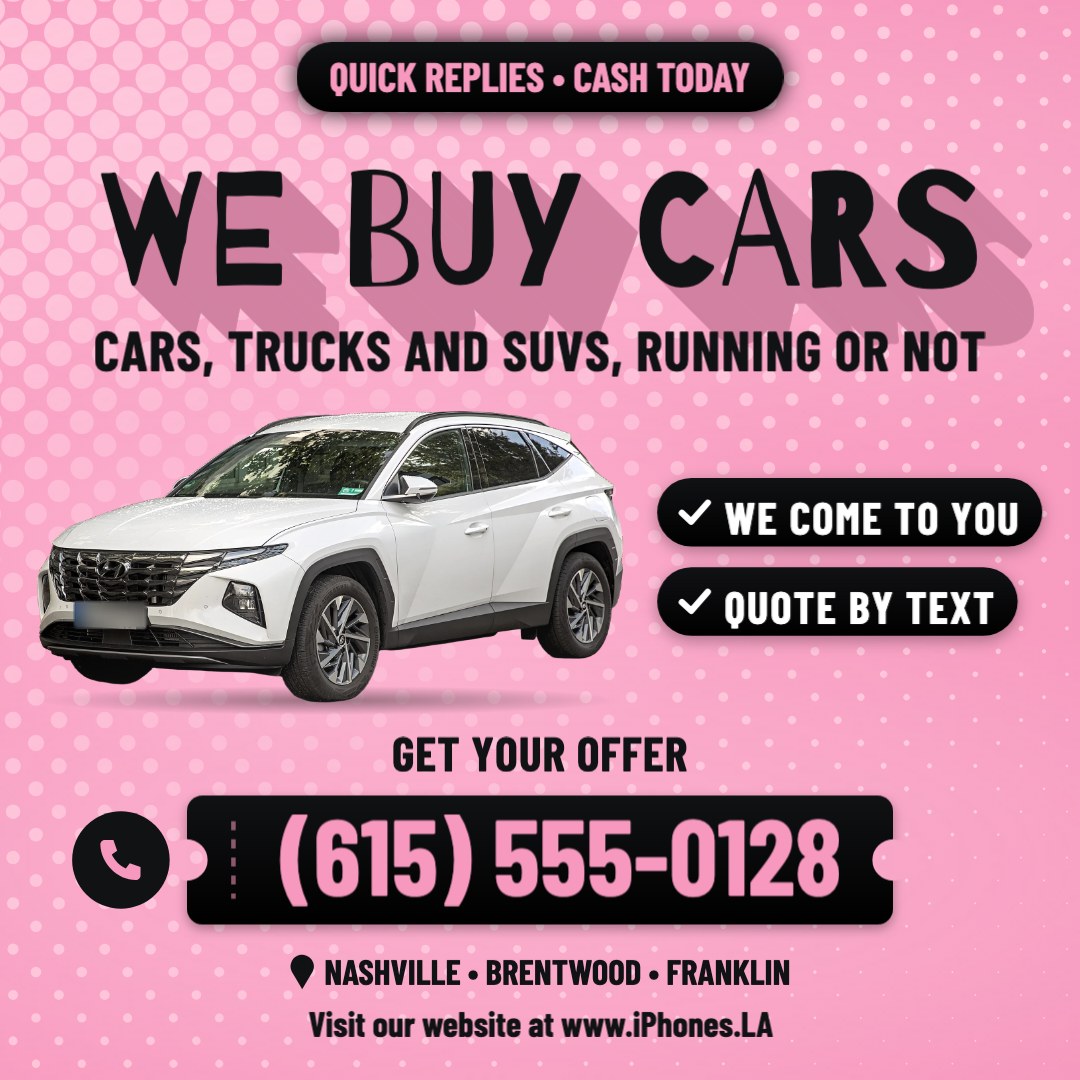 QUICK REPLIES • CASH TODAY
WE BUY CARS
CARS, TRUCKS AND SUVS, RUNNING OR NOT
WE COME TO YOU
QUOTE BY TEXT
GET YOUR OFFER
(615) 555-0128
NASHVILLE • BRENTWOOD • FRANKLIN
Visit our website at www.iPhones.LA